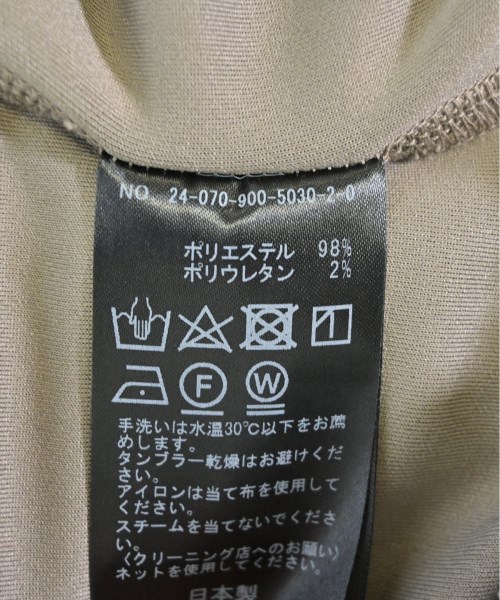 NO. 24-070-900-5030-2-0
ポリエステル 98%
ポリウレタン 2%
F W
手洗いは水温30℃以下をお薦
めします。
タンブラー乾燥はお避けくだ
さい。
アイロンは当て布を使用して
ください。
スチームを当てないでくださ
い。
〈クリーニング店へのお願い〉
ネットを使用してください。
日本製